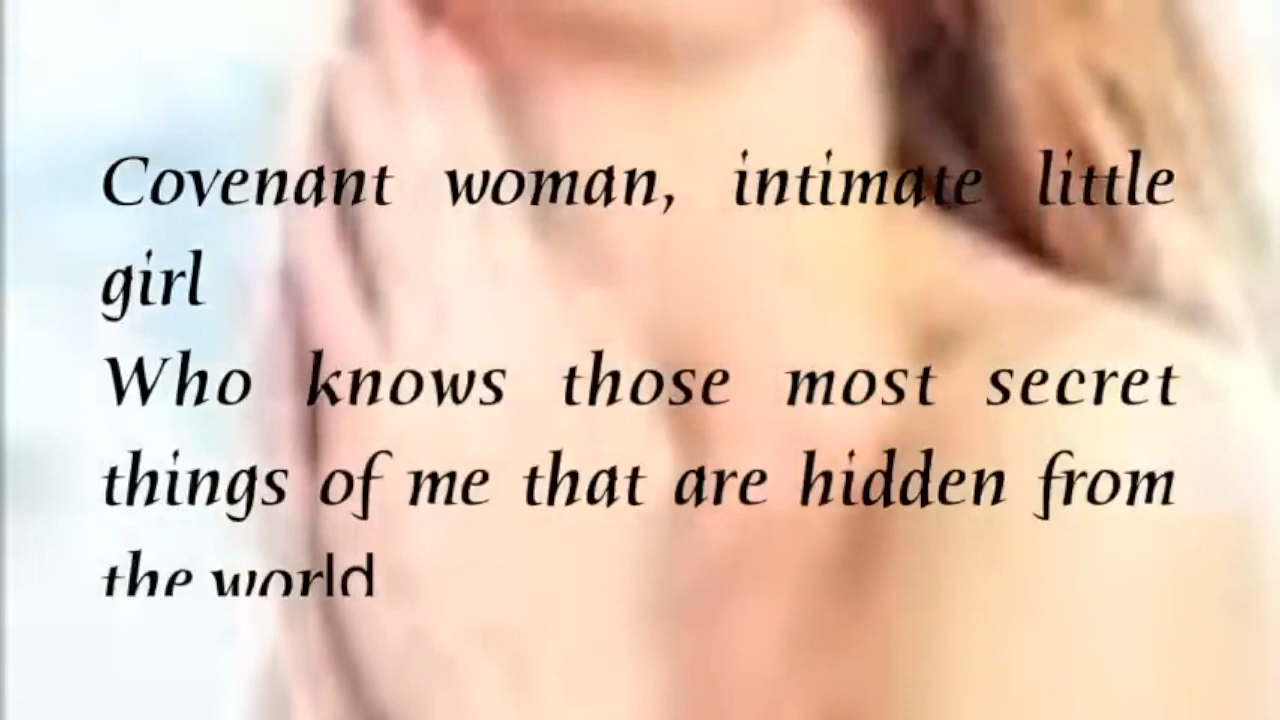 Covenant woman, intimate little
girl
Who knows those most secret
things of me that are hidden from
the world